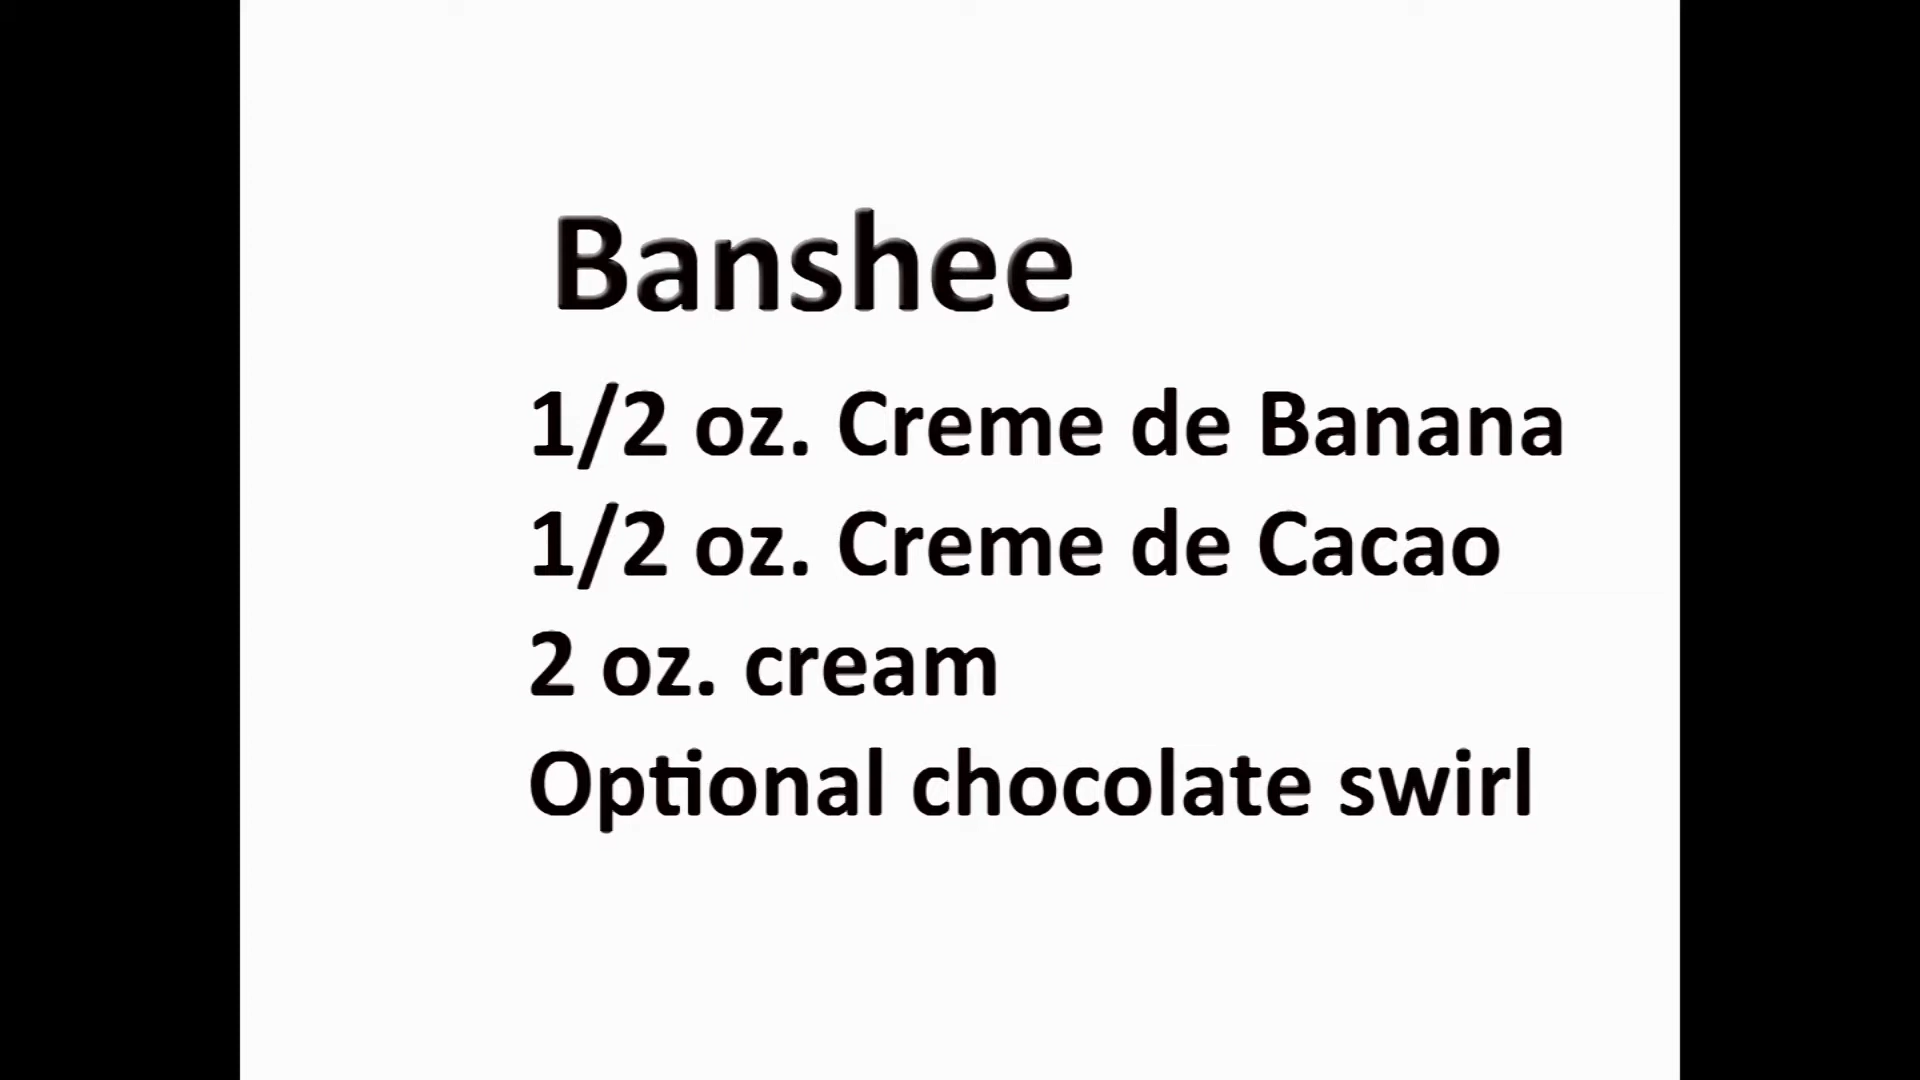 Banshee
1/2 oz. Creme de Banana
1/2 oz. Creme de Cacao
2 oz. cream
Optional chocolate swirl